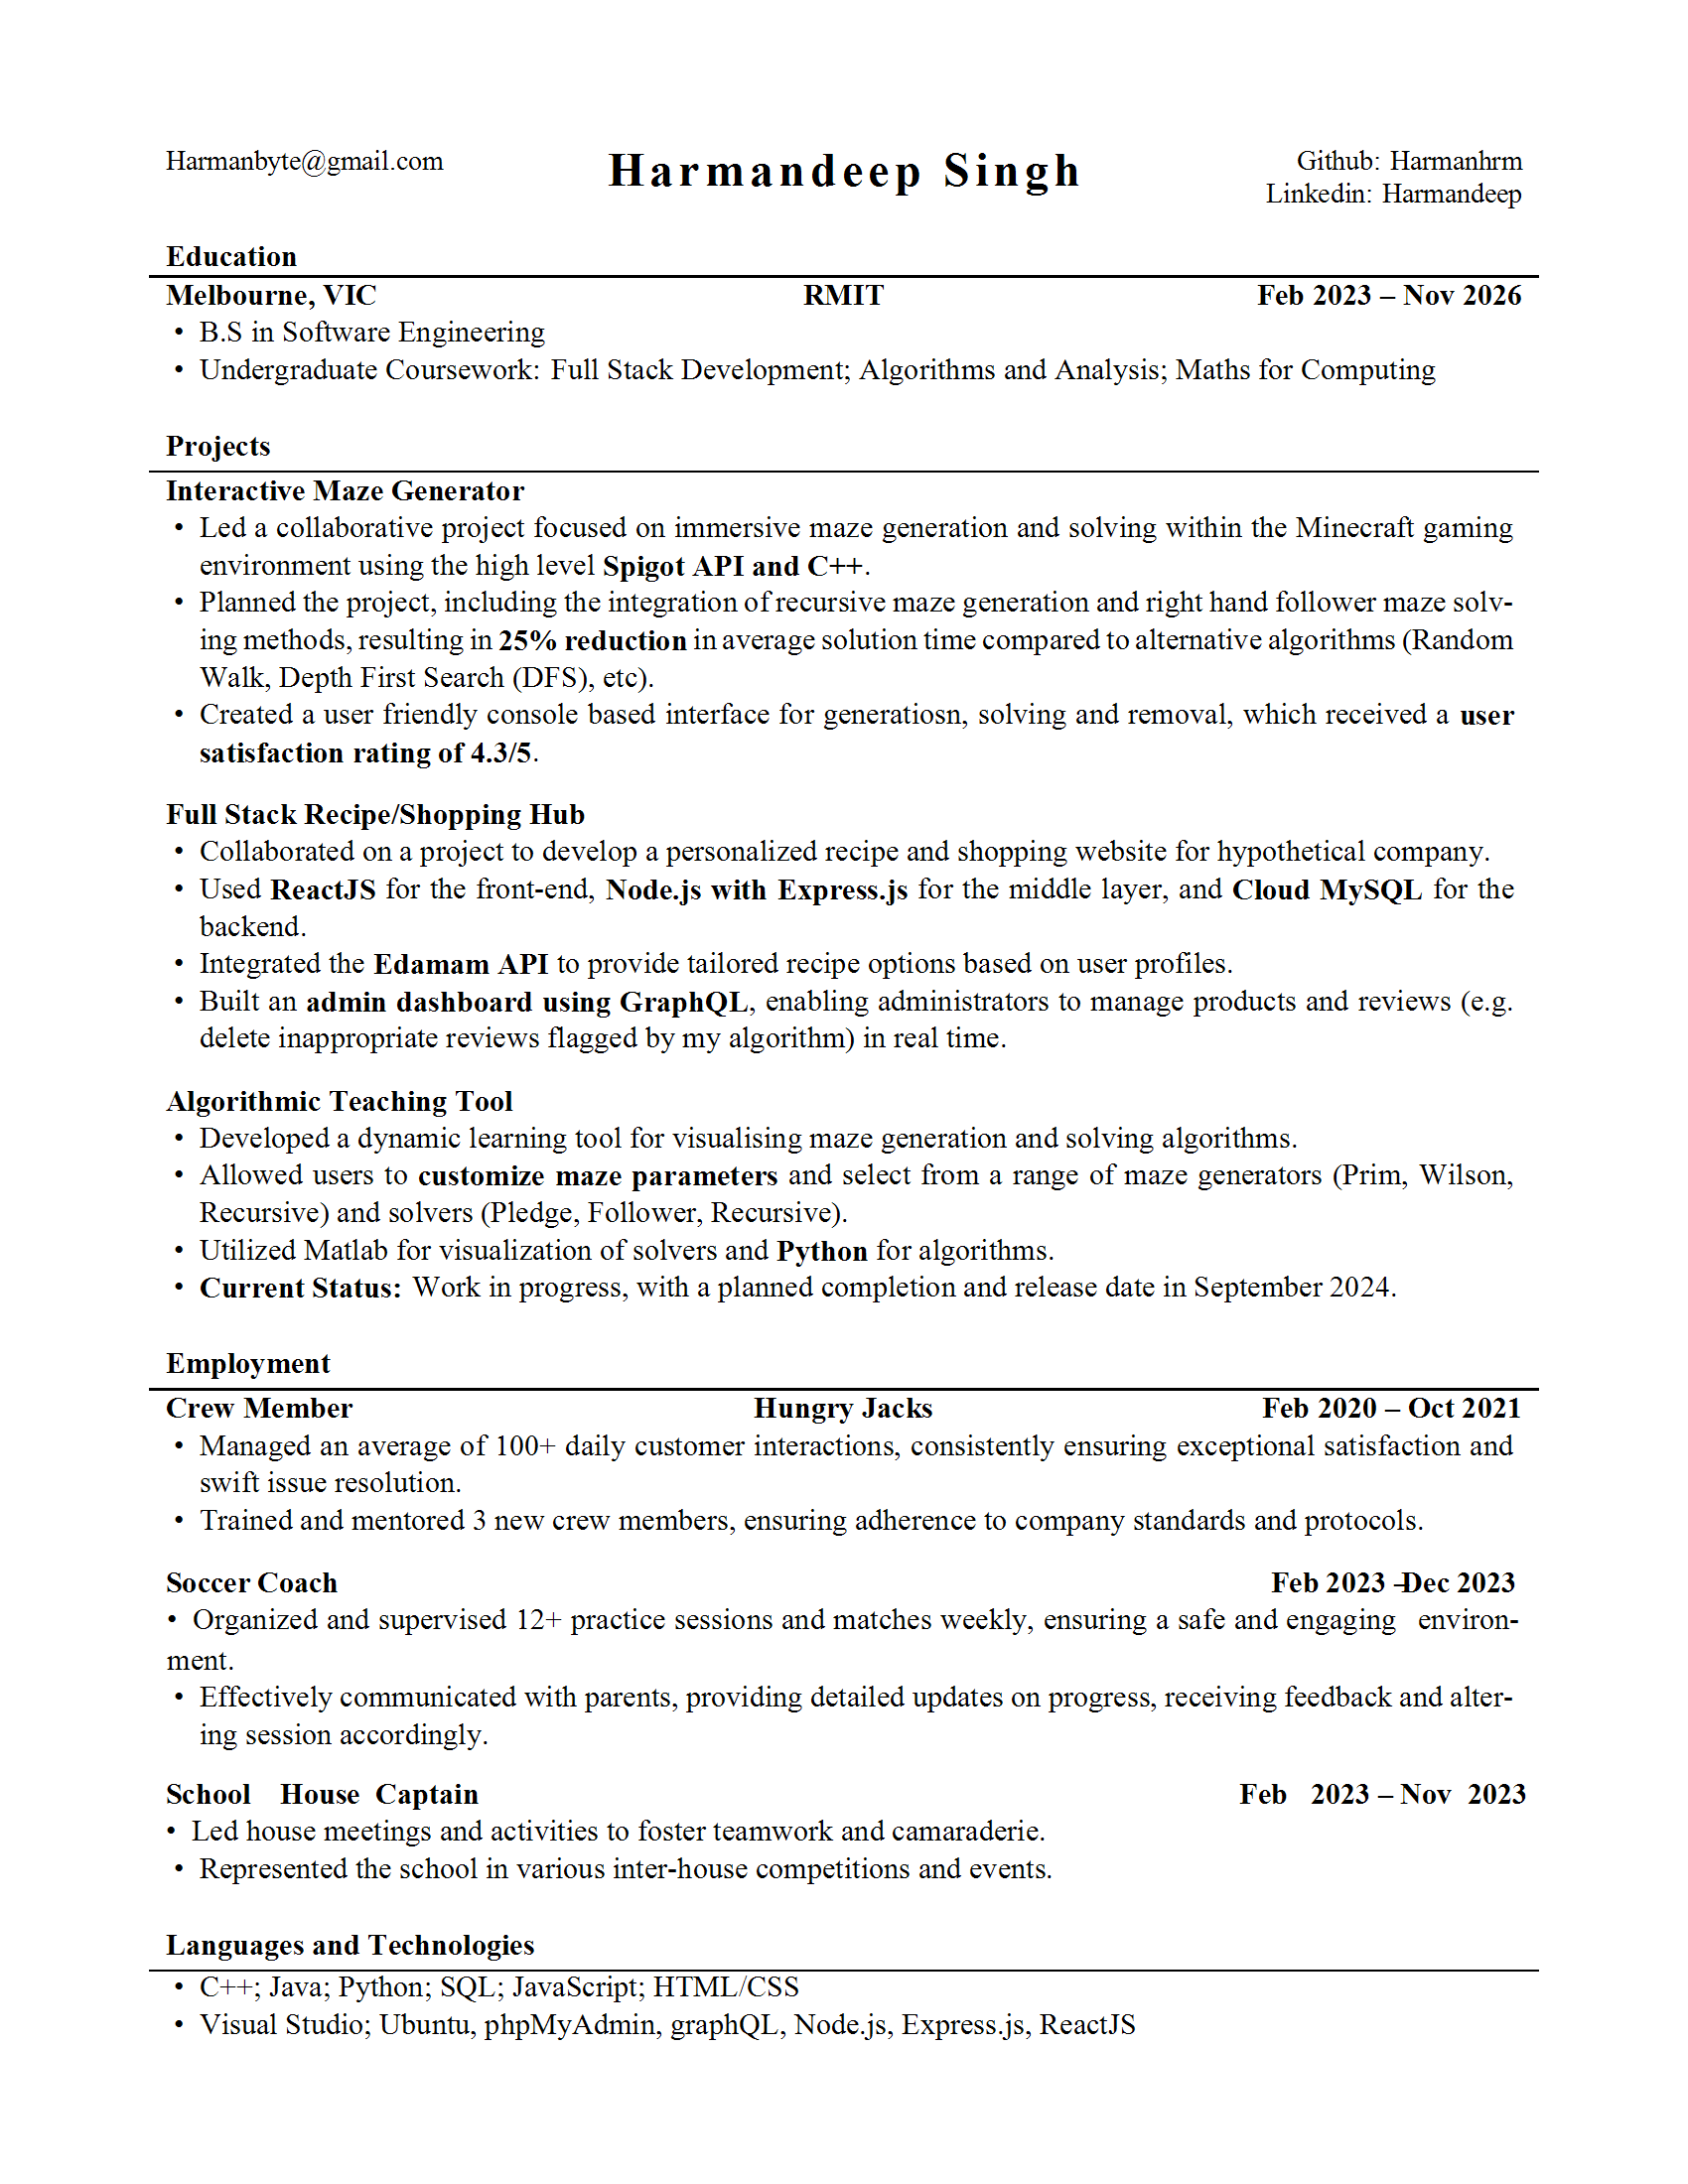 Harmanbyte@gmail.com Harmandeep Singh Github: Harmanhrm
Linkedin: Harmandeep
Education
Melbourne, VIC RMIT Feb 2023 – Nov 2026
• B.S in Software Engineering
• Undergraduate Coursework: Full Stack Development; Algorithms and Analysis; Maths for Computing
Projects
Interactive Maze Generator
• Led a collaborative project focused on immersive maze generation and solving within the Minecraft gaming
environment using the high level Spigot API and C++.
• Planned the project, including the integration of recursive maze generation and right hand follower maze solv-
ing methods, resulting in 25% reduction in average solution time compared to alternative algorithms (Random
Walk, Depth First Search (DFS), etc).
• Created a user friendly console based interface for generatiosn, solving and removal, which received a user
satisfaction rating of 4.3/5.
Full Stack Recipe/Shopping Hub
• Collaborated on a project to develop a personalized recipe and shopping website for hypothetical company.
• Used ReactJS for the front-end, Node.js with Express.js for the middle layer, and Cloud MySQL for the
backend.
• Integrated the Edamam API to provide tailored recipe options based on user profiles.
• Built an admin dashboard using GraphQL, enabling administrators to manage products and reviews (e.g.
delete inappropriate reviews flagged by my algorithm) in real time.
Algorithmic Teaching Tool
• Developed a dynamic learning tool for visualising maze generation and solving algorithms.
• Allowed users to customize maze parameters and select from a range of maze generators (Prim, Wilson,
Recursive) and solvers (Pledge, Follower, Recursive).
• Utilized Matlab for visualization of solvers and Python for algorithms.
• Current Status: Work in progress, with a planned completion and release date in September 2024.
Employment
Crew Member Hungry Jacks Feb 2020 – Oct 2021
• Managed an average of 100+ daily customer interactions, consistently ensuring exceptional satisfaction and
swift issue resolution.
• Trained and mentored 3 new crew members, ensuring adherence to company standards and protocols.
Soccer Coach Feb 2023 –Dec 2023
• Organized and supervised 12+ practice sessions and matches weekly, ensuring a safe and engaging environ-
ment.
• Effectively communicated with parents, providing detailed updates on progress, receiving feedback and alter-
ing session accordingly.
School House Captain Feb 2023 – Nov 2023
• Led house meetings and activities to foster teamwork and camaraderie.
• Represented the school in various inter-house competitions and events.
Languages and Technologies
• C++; Java; Python; SQL; JavaScript; HTML/CSS
• Visual Studio; Ubuntu, phpMyAdmin, graphQL, Node.js, Express.js, ReactJS